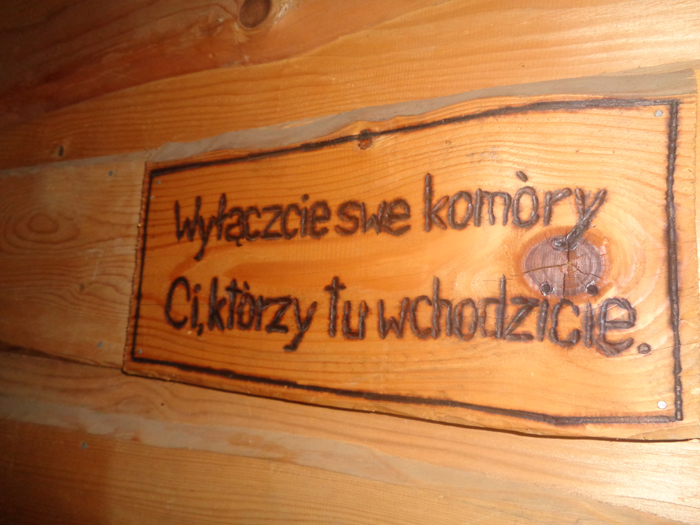 Wyłączcie swe komòry
Ci, którzy tu wchodzicie.